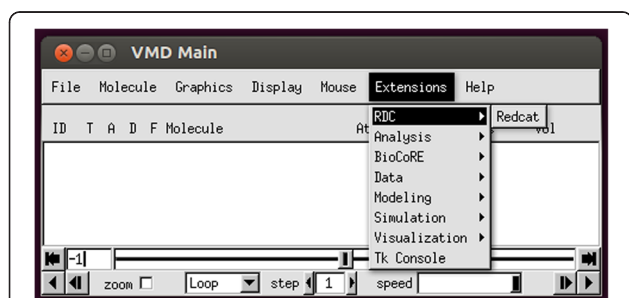 VMD Main
File Molecule Graphics Display Mouse Extensions Help
ID T A D F Molecule Vol
RDC Redcat
Analysis
BioCoRE
Data
Modeling
Simulation
Visualization
Tk Console
-1
zoom Loop step 1 speed